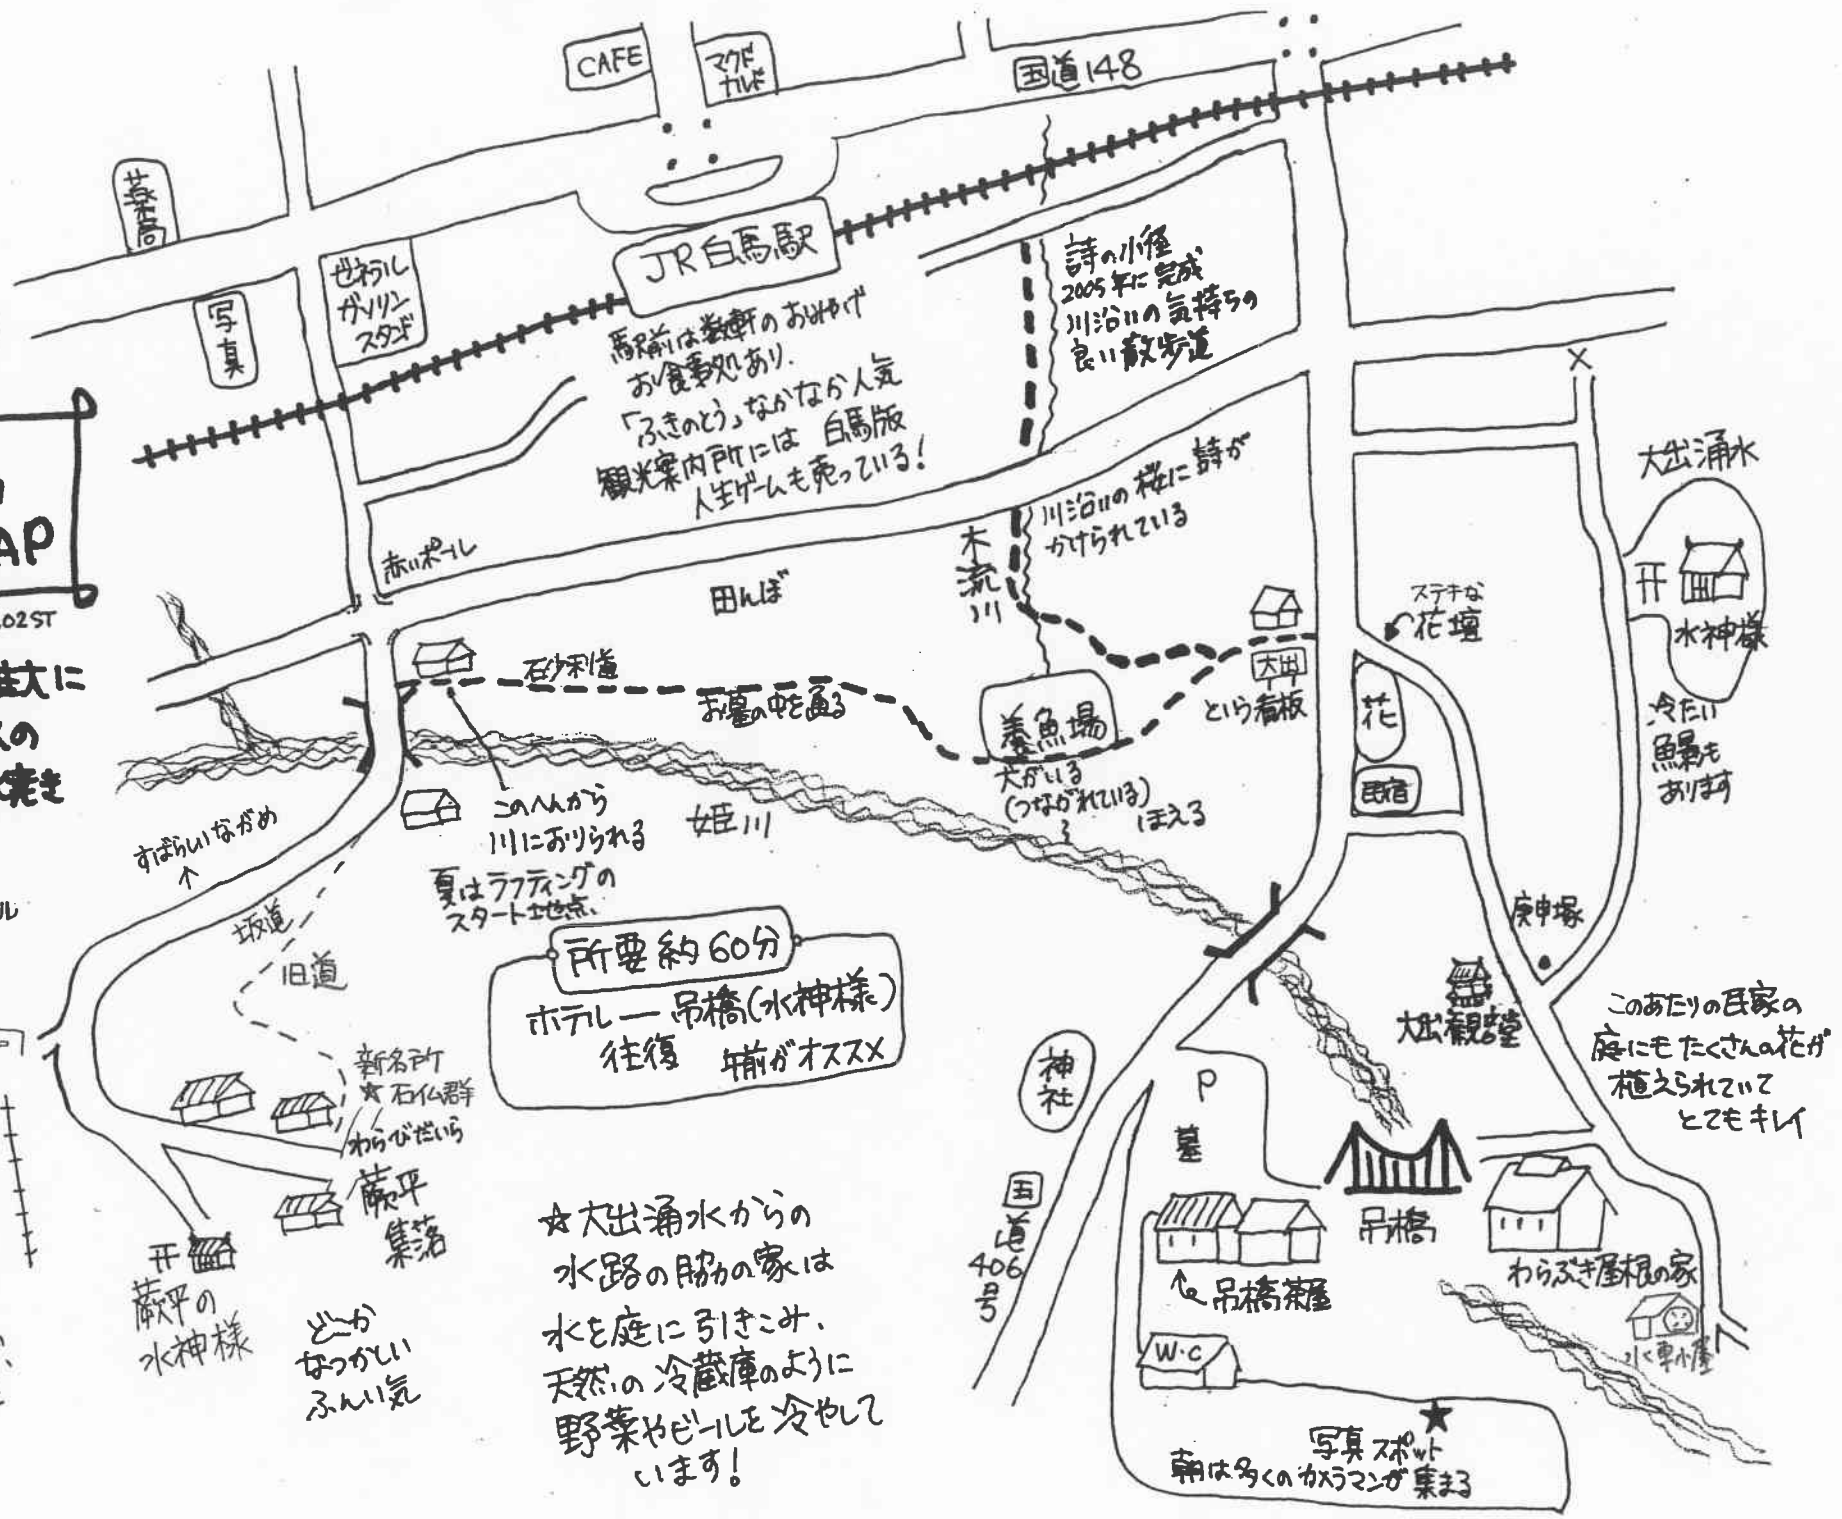 CAFE
マクド
ナルド
国道148
薬局
写真
ゼネラル
ガソリン
スタンド
JR白馬駅
駅前は数軒のおみやげ
お食事処あり.
「ふきのとう」なかなか人気
観光案内所には 白馬版
人生ゲームも売っている!
詩の小径
2005年に完成
川沿いの気持ちの
良い散歩道
AP
02ST
赤いポール
田んぼ
木流川
川沿いの桜に詩が
かけられている
大出涌水
水神様
冷たい
あります
ステキな
花壇
花
民宿
大出
という看板
砂利道
お墓の中を通る
養魚場
犬がいる
(つながれている)
ほえる
姫川
このへんから
川におりられる
夏はラフティングの
スタート地点.
すばらしいながめ
坂道
旧道
所要約60分
ホテル ― 吊橋(水神様)
往復 午前がオススメ
新名所
☆石仏群
わらびだいら
蕨平
集落
蕨平の
水神様
どーか
なつかしい
ふんい気
☆大出涌水からの
水路の脇の家は
水を庭に引きこみ、
天然の冷蔵庫のように
野菜やビールを冷やして
います!
神社
国道406号
P
墓
吊橋
吊橋茶屋
W・C
写真スポット
朝は多くのカメラマンが集まる
庚申塚
大出観音堂
このあたりの民家の
庭にもたくさんの花が
植えられていて
とてもキレイ
わらぶき屋根の家
水車小屋